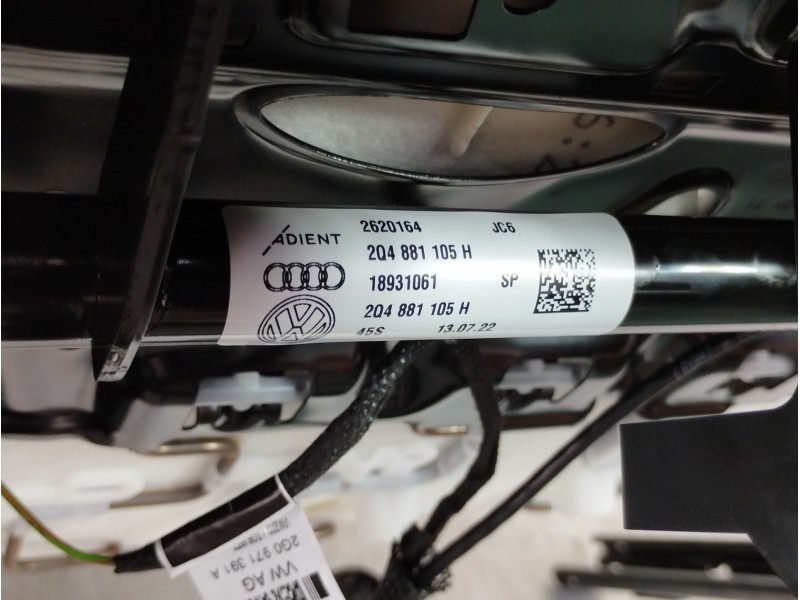 ADIENT 2620164 JC6
2Q4 881 105 H
18931061 SP
2Q4 881 105 H
45S 13.07.22
2G0 971 391 A
VW AG